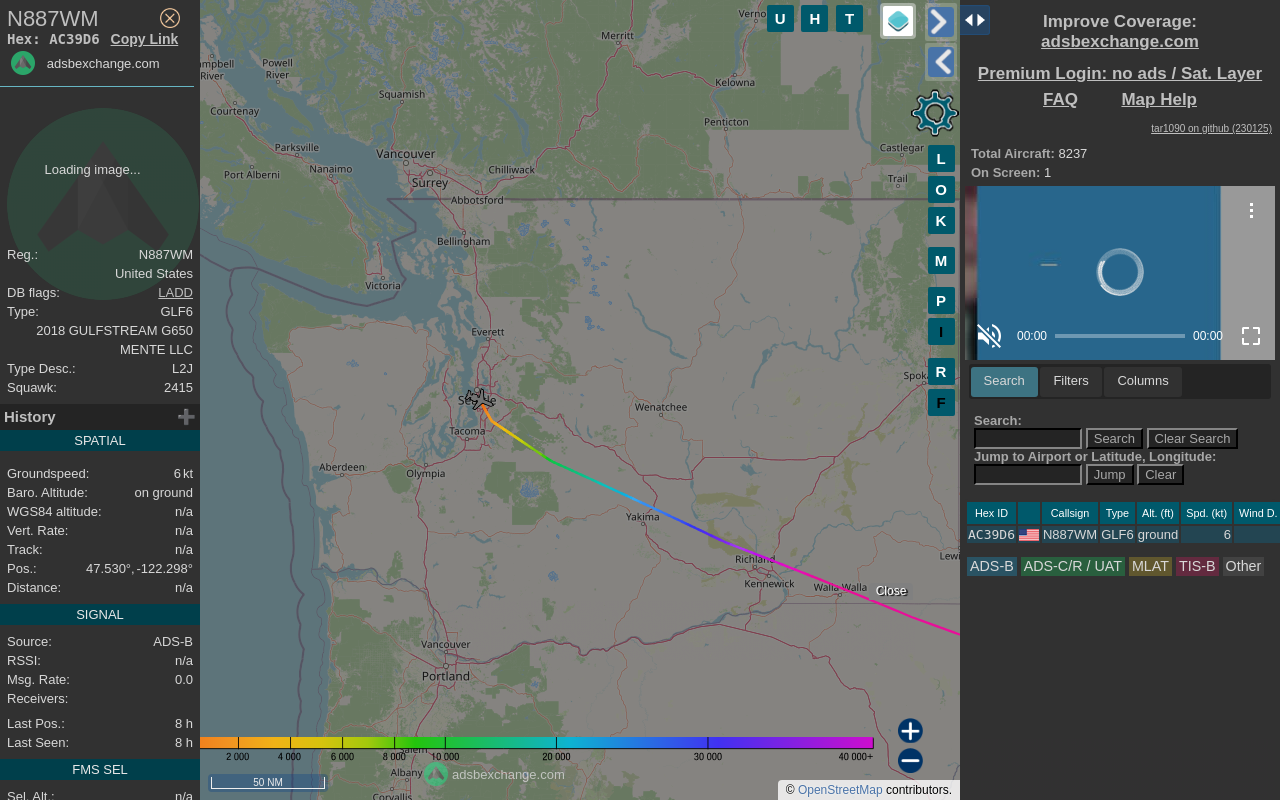 N887WM
Hex: AC39D6 Copy Link
adsbexchange.com
Loading image...
Reg.: N887WM
United States
DB flags: LADD
Type: GLF6
2018 GULFSTREAM G650
MENTE LLC
Type Desc.: L2J
Squawk: 2415
History
SPATIAL
Groundspeed: 6 kt
Baro. Altitude: on ground
WGS84 altitude: n/a
Vert. Rate: n/a
Track: n/a
Pos.: 47.530°, -122.298°
Distance: n/a
SIGNAL
Source: ADS-B
RSSI: n/a
Msg. Rate: 0.0
Receivers:
Last Pos.: 8 h
Last Seen: 8 h
FMS SEL
Sel. Alt.: n/a
U H T
Merritt
Powell
River
River
Squamish
Kelowna
Courtenay
Penticton
Parksville
Vancouver
Castlegar
Port Alberni
Nanaimo
Chilliwack
Surrey
Trail
Abbotsford
Bellingham
Victoria
Everett
Wenatchee
Tacoma
Aberdeen
Olympia
Yakima
Richland
Kennewick
Walla Walla
Close
Vancouver
Portland
Albany
Corvallis
L
O
K
M
P
I
R
F
2 000 4 000 6 000 8 000 10 000 20 000 30 000 40 000+
adsbexchange.com
50 NM
© OpenStreetMap contributors.
Improve Coverage:
adsbexchange.com
Premium Login: no ads / Sat. Layer
FAQ Map Help
tar1090 on github (230125)
Total Aircraft: 8237
On Screen: 1
00:00 00:00
Search Filters Columns
Search:
Search Clear Search
Jump to Airport or Latitude, Longitude:
Jump Clear
Hex ID Callsign Type Alt. (ft) Spd. (kt) Wind D.
AC39D6 N887WM GLF6 ground 6
ADS-B ADS-C/R / UAT MLAT TIS-B Other